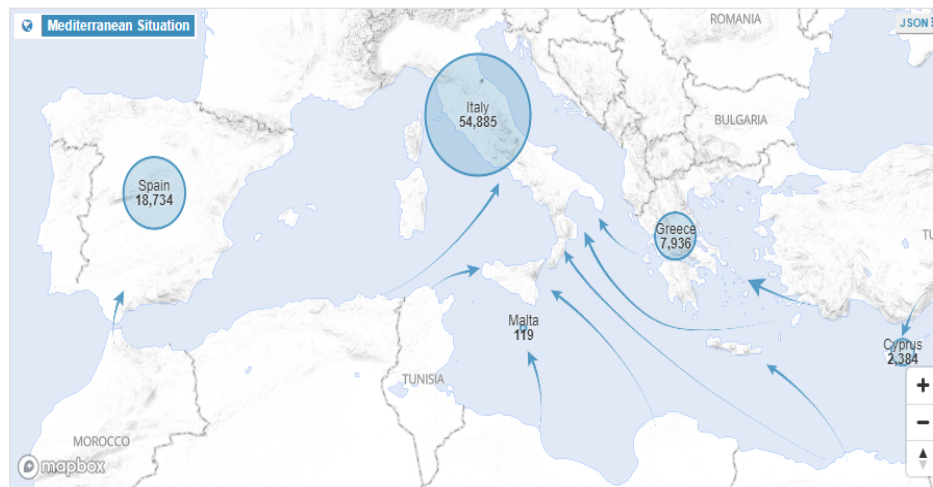 Mediterranean Situation
JSON
ROMANIA
Italy
54,885
BULGARIA
Spain
18,734
Greece
7,936
Malta
119
Cyprus
2,384
TUNISIA
MOROCCO
mapbox